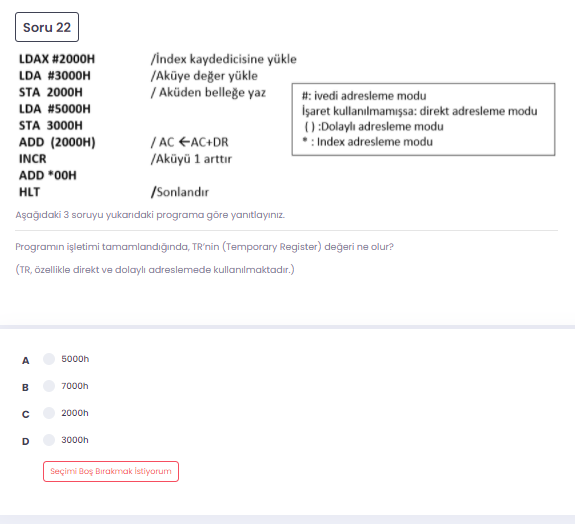 Soru 22
LDAX #2000H /İndex kaydedicisine yükle
LDA #3000H /Aküye değer yükle
STA 2000H / Aküden belleğe yaz
LDA #5000H
STA 3000H
ADD (2000H) / AC ←AC+DR
INCR /Aküyü 1 arttır
ADD *00H
HLT /Sonlandır
#: ivedi adresleme modu
İşaret kullanılmamışsa: direkt adresleme modu
( ) :Dolaylı adresleme modu
* : Index adresleme modu
Aşağıdaki 3 soruyu yukarıdaki programa göre yanıtlayınız.
Programın işletimi tamamlandığında, TR'nin (Temporary Register) değeri ne olur?
(TR, özellikle direkt ve dolaylı adreslemede kullanılmaktadır.)
A 5000h
B 7000h
C 2000h
D 3000h
Seçimi Boş Bırakmak İstiyorum